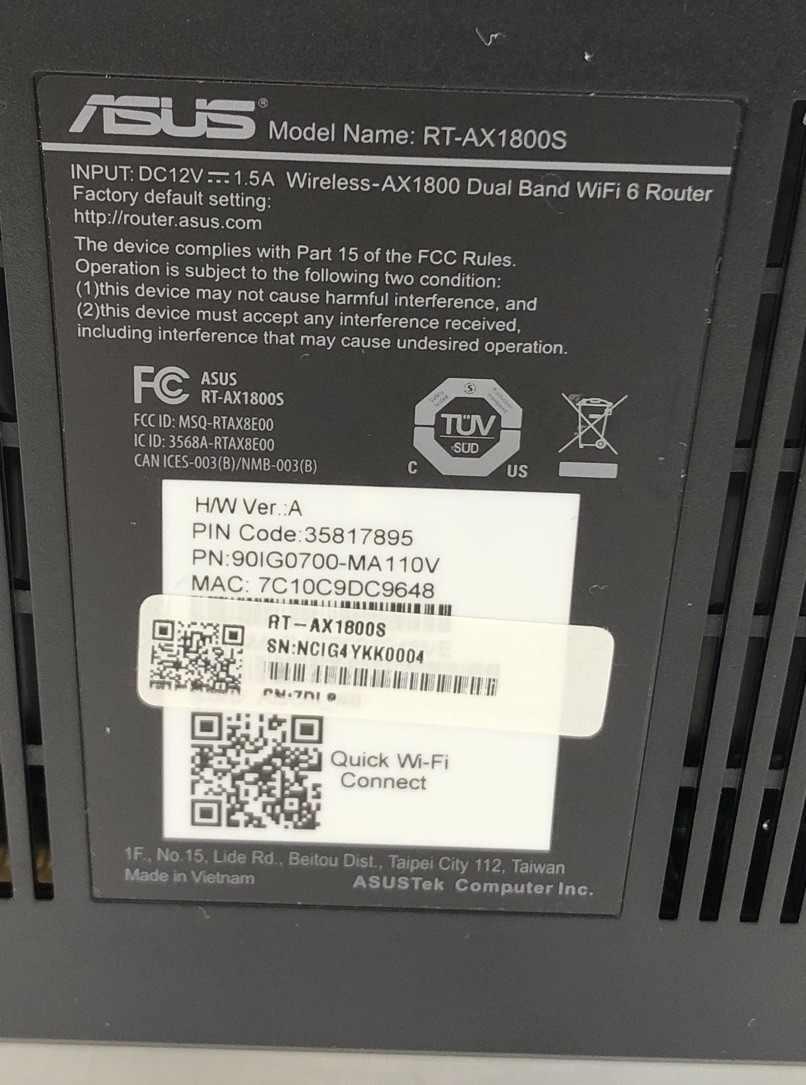 ASUS® Model Name: RT-AX1800S
INPUT: DC12V⎓1.5A Wireless-AX1800 Dual Band WiFi 6 Router
Factory default setting:
http://router.asus.com
The device complies with Part 15 of the FCC Rules.
Operation is subject to the following two condition:
(1)this device may not cause harmful interference, and
(2)this device must accept any interference received,
including interference that may cause undesired operation.
FC ASUS
RT-AX1800S
FCC ID: MSQ-RTAX8E00
IC ID: 3568A-RTAX8E00
CAN ICES-003(B)/NMB-003(B)
TÜV
SÜD
C US
H/W Ver.:A
PIN Code:35817895
PN:90IG0700-MA110V
MAC: 7C10C9DC9648
RT-AX1800S
SN:NCIG4YKK0004
Quick Wi-Fi
Connect
1F., No.15, Lide Rd., Beitou Dist., Taipei City 112, Taiwan
Made in Vietnam ASUSTek Computer Inc.